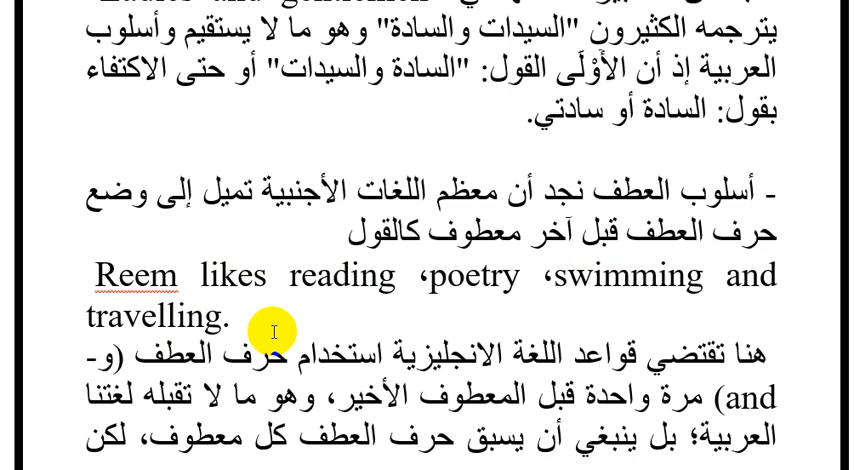 يترجمه الكثيرون "السيدات والسادة" وهو ما لا يستقيم وأسلوب
العربية إذ أن الأوْلَى القول: "السادة والسيدات" أو حتى الاكتفاء
بقول: السادة أو سادتي.
- أسلوب العطف نجد أن معظم اللغات الأجنبية تميل إلى وضع
حرف العطف قبل آخر معطوف كالقول
Reem likes reading ،poetry ،swimming and
travelling.
هنا تقتضي قواعد اللغة الانجليزية استخدام حرف العطف (و-
and) مرة واحدة قبل المعطوف الأخير، وهو ما لا تقبله لغتنا
العربية؛ بل ينبغي أن يسبق حرف العطف كل معطوف، لكن